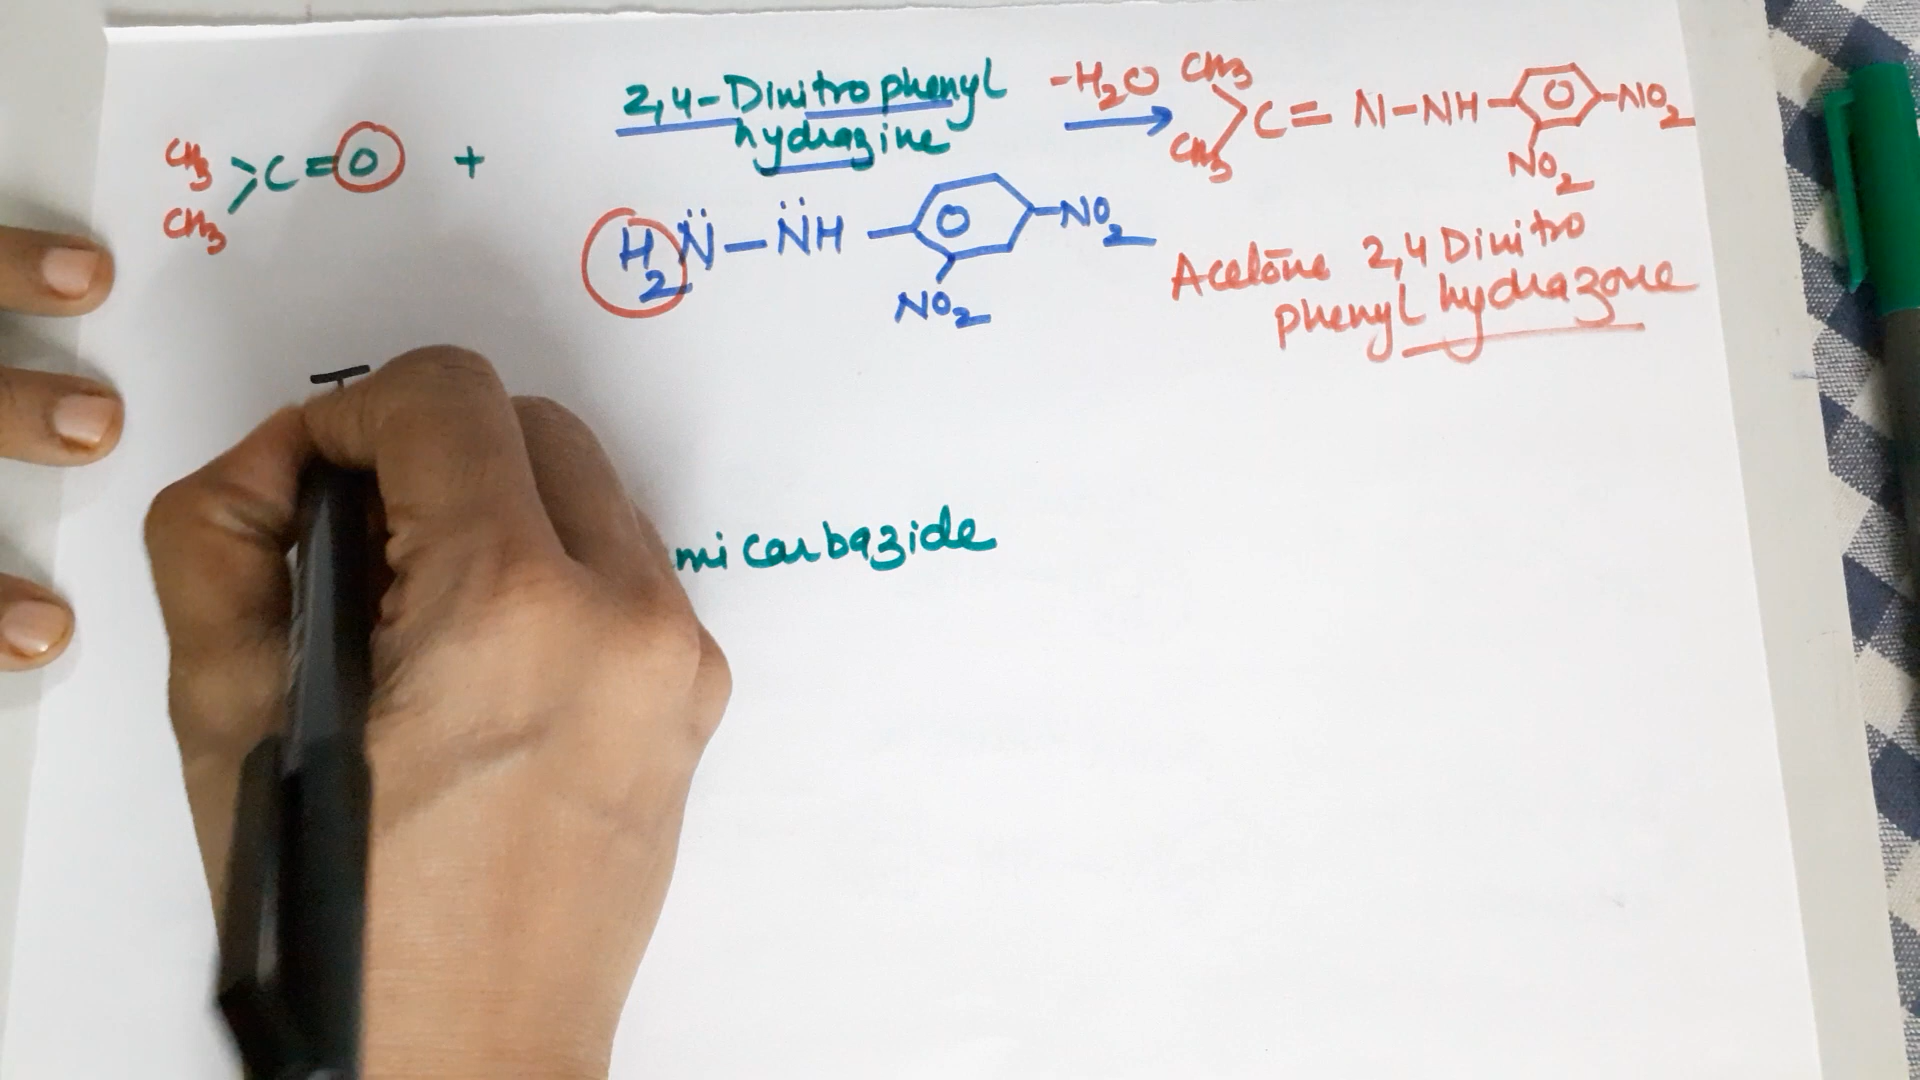 2,4-Dinitrophenyl
hydrazine
CH3
CH3
>C=O +
H2N̈-N̈H-
O
-NO2
NO2
-H2O
CH3
CH3
>C=N-NH-
O
-NO2
NO2
Acetone 2,4 Dinitro
phenyl hydrazone
T
micarbazide